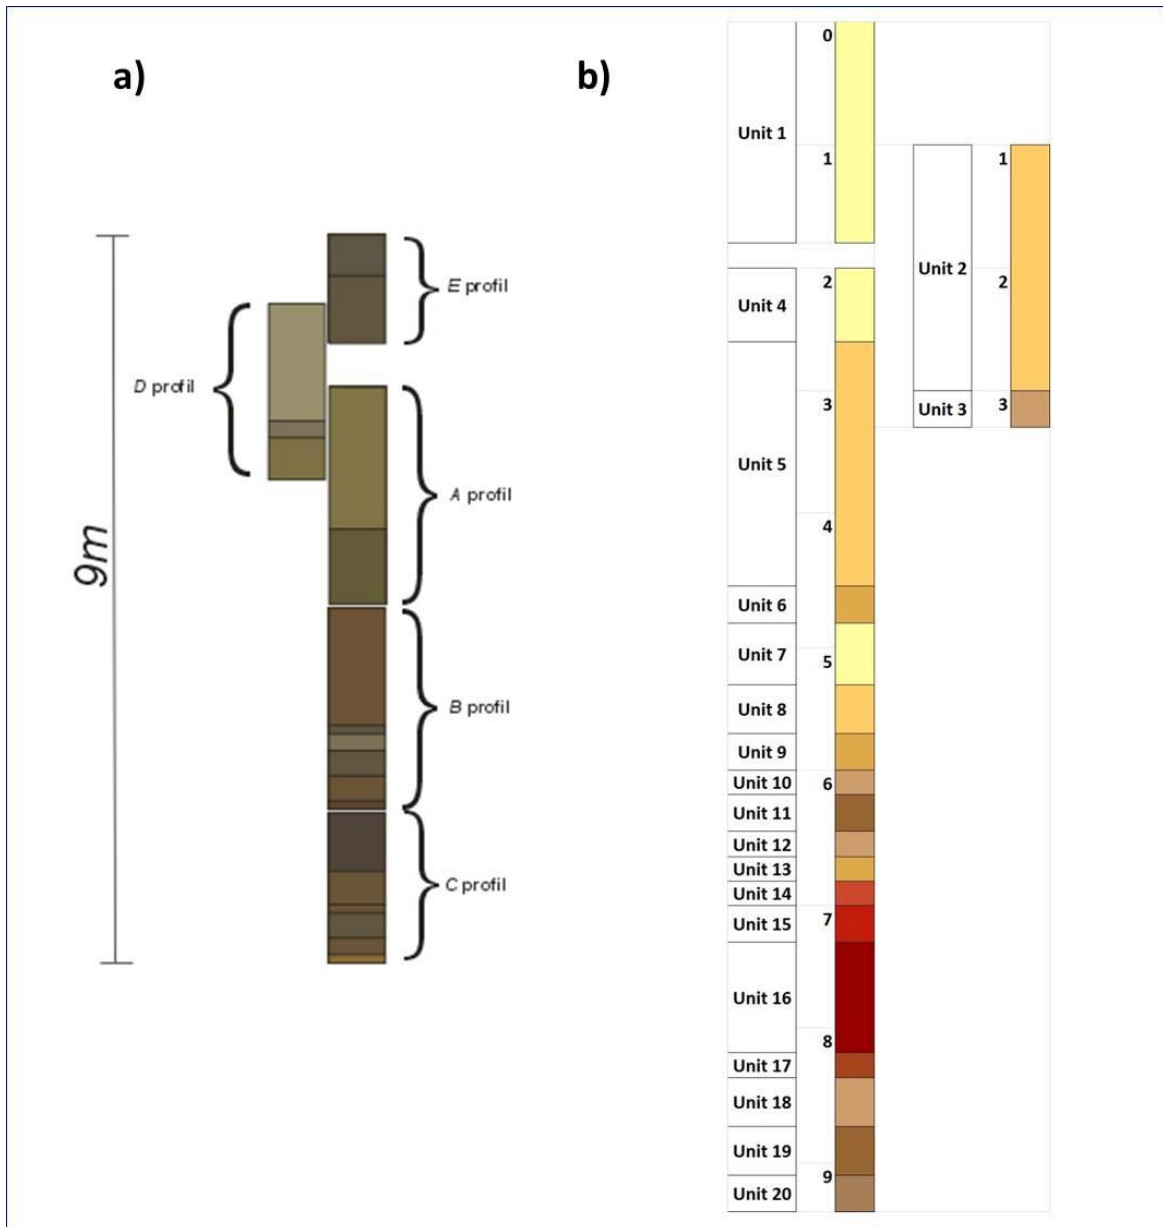 a)
b)
9m
E profil
D profil
A profil
B profil
C profil
0
Unit 1
1
Unit 2
1
2
Unit 3
3
2
Unit 4
3
Unit 5
4
Unit 6
Unit 7
5
Unit 8
Unit 9
Unit 10
6
Unit 11
Unit 12
Unit 13
Unit 14
7
Unit 15
Unit 16
8
Unit 17
Unit 18
Unit 19
9
Unit 20